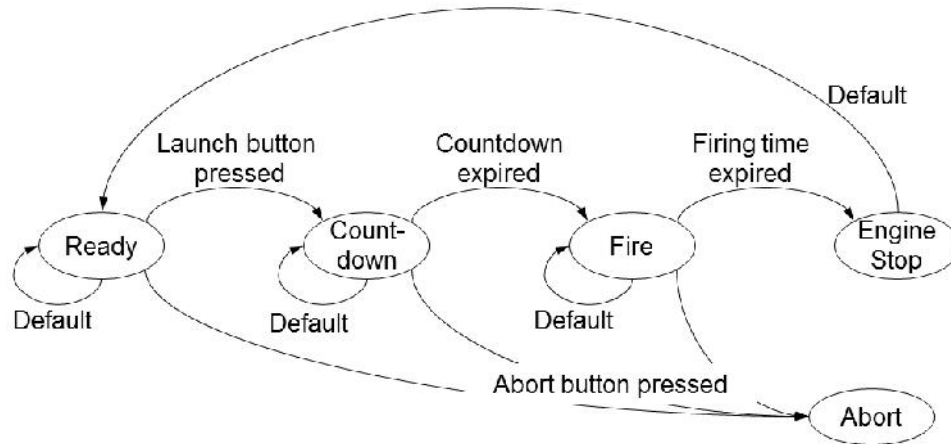 Default
Launch button
pressed
Countdown
expired
Firing time
expired
Ready
Count-
down
Fire
Engine
Stop
Default
Default
Default
Abort button pressed
Abort